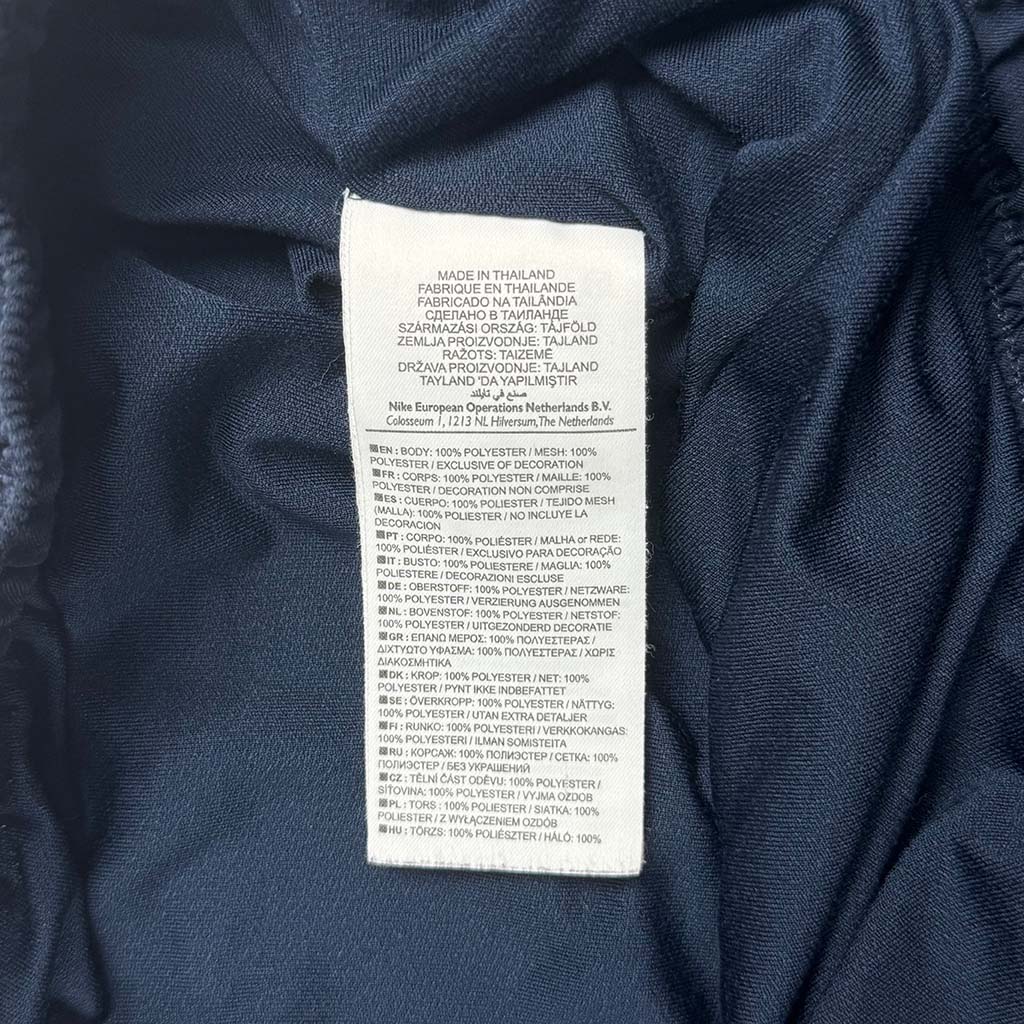 MADE IN THAILAND
FABRIQUE EN THAILANDE
FABRICADO NA TAILÂNDIA
СДЕЛАНО В ТАИЛАНДЕ
SZÁRMAZÁSI ORSZÁG: TÁJFÖLD
ZEMLJA PROIZVODNJE: TAJLAND
RAŽOTS: TAIZEMĒ
DRŽAVA PROIZVODNJE: TAJLAND
TAYLAND 'DA YAPILMIŞTIR
صنع في تايلند
Nike European Operations Netherlands B.V.
Colosseum 1, 1213 NL Hilversum, The Netherlands
EN : BODY: 100% POLYESTER / MESH: 100%
POLYESTER / EXCLUSIVE OF DECORATION
FR : CORPS: 100% POLYESTER / MAILLE: 100%
POLYESTER / DECORATION NON COMPRISE
ES : CUERPO: 100% POLIESTER / TEJIDO MESH
(MALLA): 100% POLIESTER / NO INCLUYE LA
DECORACION
PT : CORPO: 100% POLIÉSTER / MALHA or REDE:
100% POLIÉSTER / EXCLUSIVO PARA DECORAÇÃO
IT : BUSTO: 100% POLIESTERE / MAGLIA: 100%
POLIESTERE / DECORAZIONI ESCLUSE
DE : OBERSTOFF: 100% POLYESTER / NETZWARE:
100% POLYESTER / VERZIERUNG AUSGENOMMEN
NL : BOVENSTOF: 100% POLYESTER / NETSTOF:
100% POLYESTER / UITGEZONDERD DECORATIE
GR : ΕΠΑΝΩ ΜΕΡΟΣ: 100% ΠΟΛΥΕΣΤΕΡΑΣ /
ΔΙΧΤΥΩΤΟ ΥΦΑΣΜΑ: 100% ΠΟΛΥΕΣΤΕΡΑΣ / ΧΩΡΙΣ
ΔΙΑΚΟΣΜΗΤΙΚΑ
DK : KROP: 100% POLYESTER / NET: 100%
POLYESTER / PYNT IKKE INDBEFATTET
SE : ÖVERKROPP: 100% POLYESTER / NÄTTYG:
100% POLYESTER / UTAN EXTRA DETALJER
FI : RUNKO: 100% POLYESTERI / VERKKOKANGAS:
100% POLYESTERI / ILMAN SOMISTEITA
RU : КОРСАЖ: 100% ПОЛИЭСТЕР / СЕТКА: 100%
ПОЛИЭСТЕР / БЕЗ УКРАШЕНИЙ
CZ : TĚLNÍ ČÁST ODĚVU: 100% POLYESTER /
SÍŤOVINA: 100% POLYESTER / VYJMA OZDOB
PL : TORS : 100% POLIESTER / SIATKA: 100%
POLIESTER / Z WYŁĄCZENIEM OZDÓB
HU : TÖRZS: 100% POLIÉSZTER / HÁLÓ: 100%